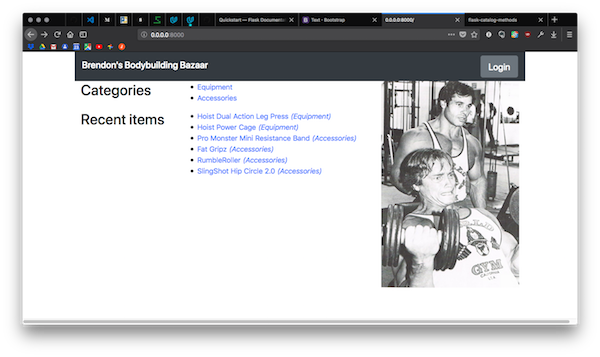 Quickstart — Flask Documen
Text · Bootstrap
0.0.0.0:8000/
flask-catalog-methods
0.0.0.0:8000
Brendon's Bodybuilding Bazaar
Login
Categories
Equipment
Accessories
Recent items
Hoist Dual Action Leg Press (Equipment)
Hoist Power Cage (Equipment)
Pro Monster Mini Resistance Band (Accessories)
Fat Gripz (Accessories)
RumbleRoller (Accessories)
SlingShot Hip Circle 2.0 (Accessories)
GYM